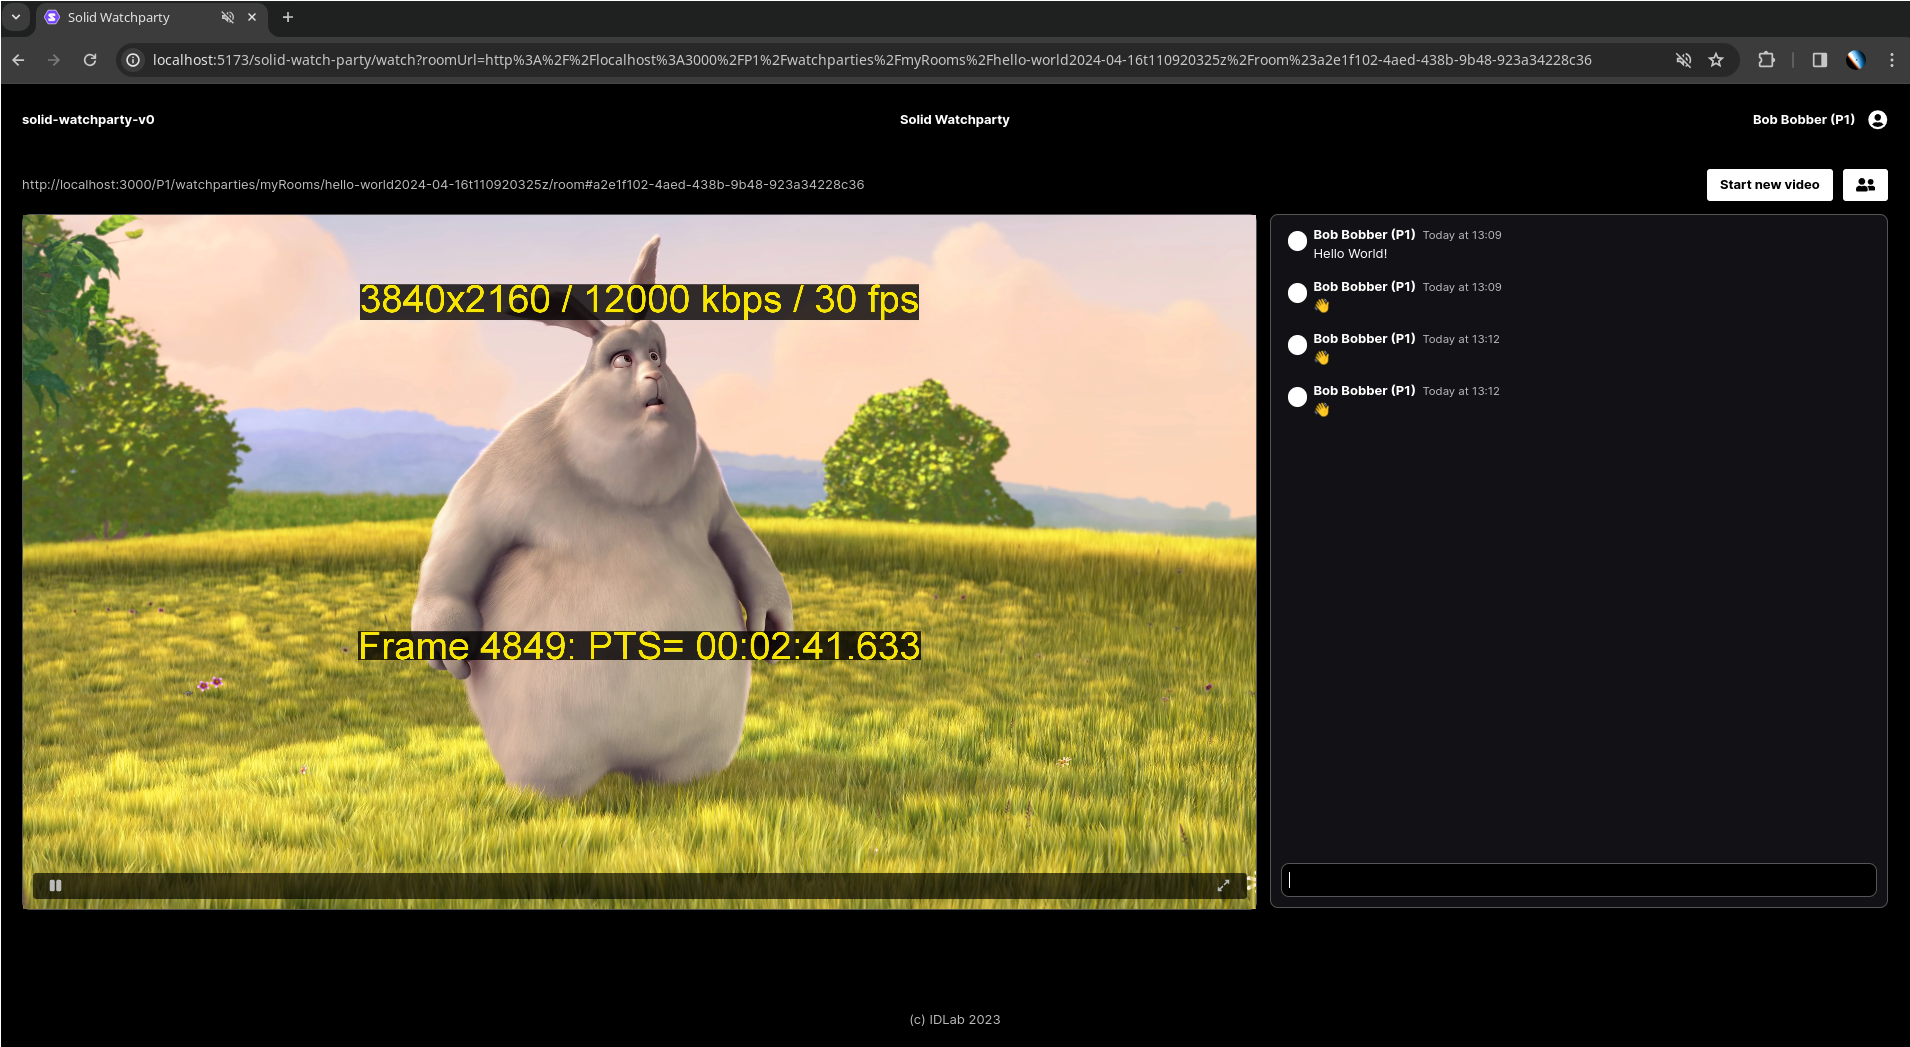 Solid Watchparty
localhost:5173/solid-watch-party/watch?roomUrl=http%3A%2F%2Flocalhost%3A3000%2FP1%2Fwatchparties%2FmyRooms%2Fhello-world2024-04-16t110920325z%2Froom%23a2e1f102-4aed-438b-9b48-923a34228c36
solid-watchparty-v0
Solid Watchparty
Bob Bobber (P1)
http://localhost:3000/P1/watchparties/myRooms/hello-world2024-04-16t110920325z/room#a2e1f102-4aed-438b-9b48-923a34228c36
Start new video
3840x2160 / 12000 kbps / 30 fps
Frame 4849: PTS= 00:02:41.633
Bob Bobber (P1) Today at 13:09
Hello World!
Bob Bobber (P1) Today at 13:09
👋
Bob Bobber (P1) Today at 13:12
👋
Bob Bobber (P1) Today at 13:12
👋
(c) IDLab 2023